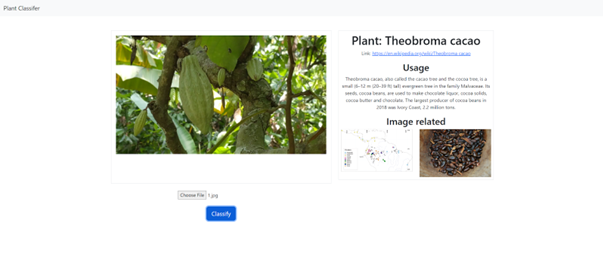 Plant Classifer
Plant: Theobroma cacao
Link: https://en.wikipedia.org/wiki/Theobroma_cacao
Usage
Theobroma cacao, also called the cacao tree and the cocoa tree, is a
small (6–12 m (20–39 ft) tall) evergreen tree in the family Malvaceae. Its
seeds, cocoa beans, are used to make chocolate liquor, cocoa solids,
cocoa butter and chocolate. The largest producer of cocoa beans in
2018 was Ivory Coast, 2.2 million tons.
Image related
Choose File 1.jpg
Classify